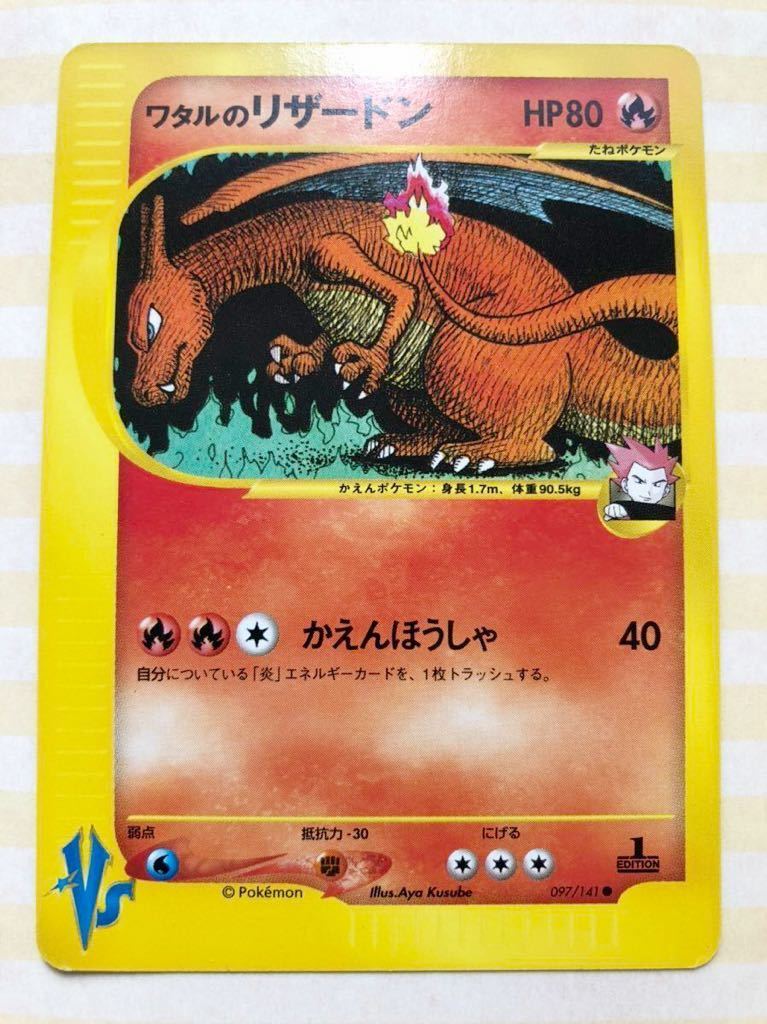 ワタルのリザードン HP80
たねポケモン
かえんポケモン：身長1.7m、体重90.5kg
かえんほうしゃ 40
自分についている「炎」エネルギーカードを、1枚トラッシュする。
弱点 抵抗力-30 にげる
1
EDITION
VS
© Pokémon Illus.Aya Kusube 097/141